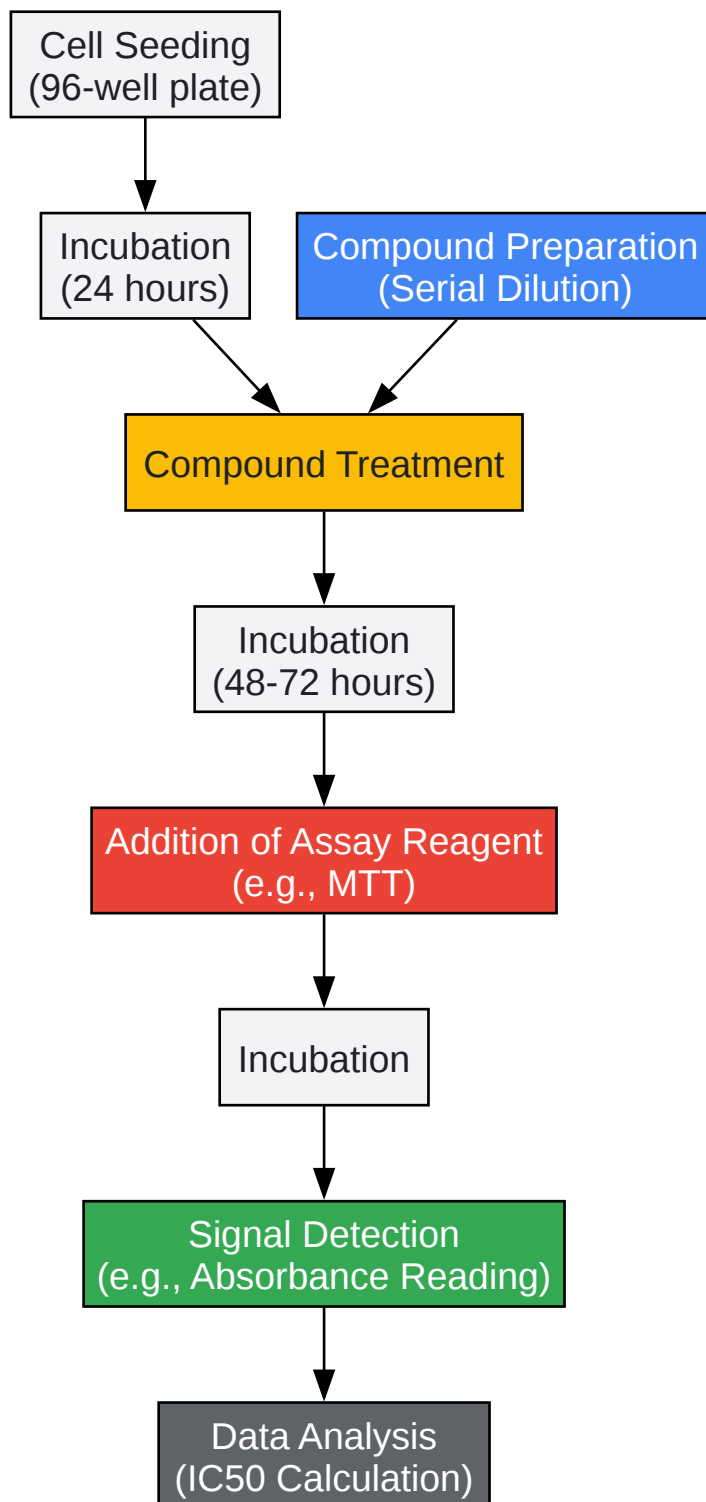 Cell Seeding
(96-well plate)
Incubation
(24 hours)
Compound Preparation
(Serial Dilution)
Compound Treatment
Incubation
(48-72 hours)
Addition of Assay Reagent
(e.g., MTT)
Incubation
Signal Detection
(e.g., Absorbance Reading)
Data Analysis
(IC50 Calculation)